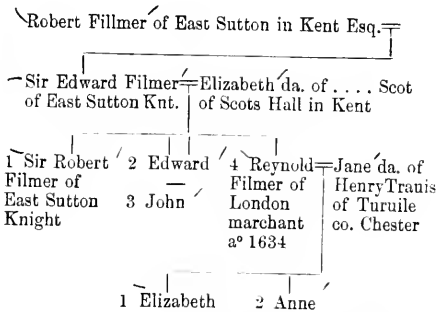 Robert Fillmer of East Sutton in Kent Esq.
Sir Edward Filmer Elizabeth da. of .... Scot
of East Sutton Knt. of Scots Hall in Kent
1 Sir Robert
Filmer of
East Sutton
Knight
2 Edward
3 John
4 Reynold
Filmer of
London
marchant
aº 1634
Jane da. of
Henry Trauis
of Turuile
co. Chester
1 Elizabeth 2 Anne